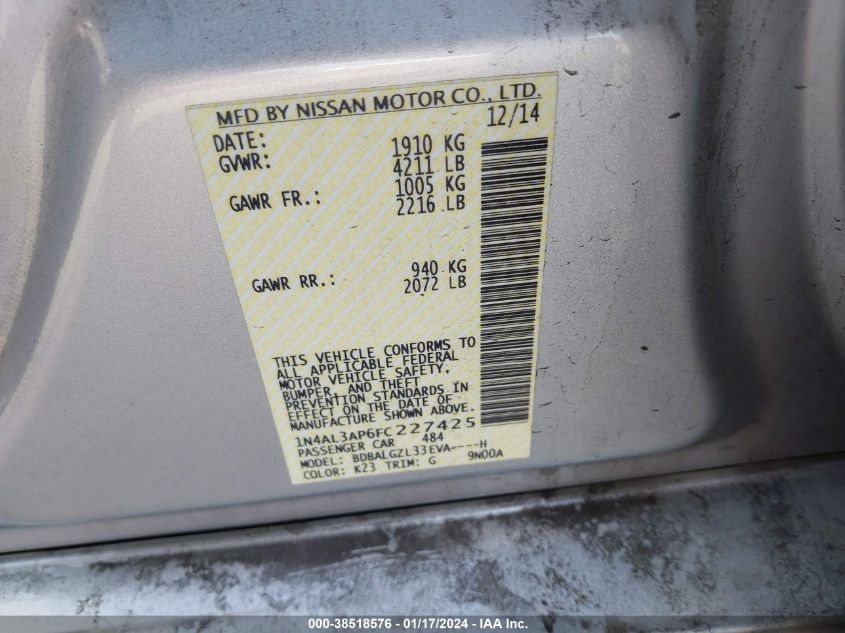 MFD BY NISSAN MOTOR CO., LTD.
DATE: 12/14
GVWR: 1910 KG
4211 LB
GAWR FR.: 1005 KG
2216 LB
GAWR RR.: 940 KG
2072 LB
THIS VEHICLE CONFORMS TO
ALL APPLICABLE FEDERAL
MOTOR VEHICLE SAFETY,
BUMPER, AND THEFT
PREVENTION STANDARDS IN
EFFECT ON THE DATE OF
MANUFACTURE SHOWN ABOVE.
1N4AL3AP6FC227425
PASSENGER CAR 484
MODEL: BDBALGZL33EVA----H
COLOR: K23 TRIM: G 9N00A
000-38518576 - 01/17/2024 - IAA Inc.